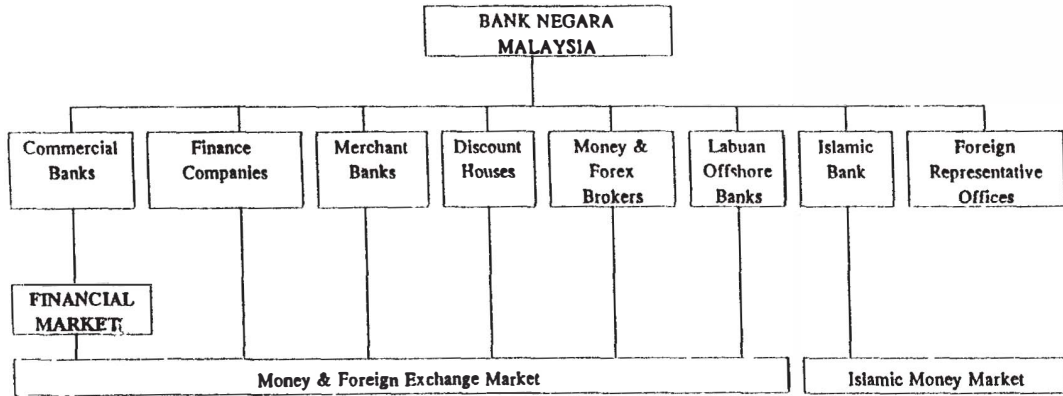 BANK NEGARA
MALAYSIA
Commercial
Banks
Finance
Companies
Merchant
Banks
Discount
Houses
Money &
Forex
Brokers
Labuan
Offshore
Banks
Islamic
Bank
Foreign
Representative
Offices
FINANCIAL
MARKET
Money & Foreign Exchange Market
Islamic Money Market